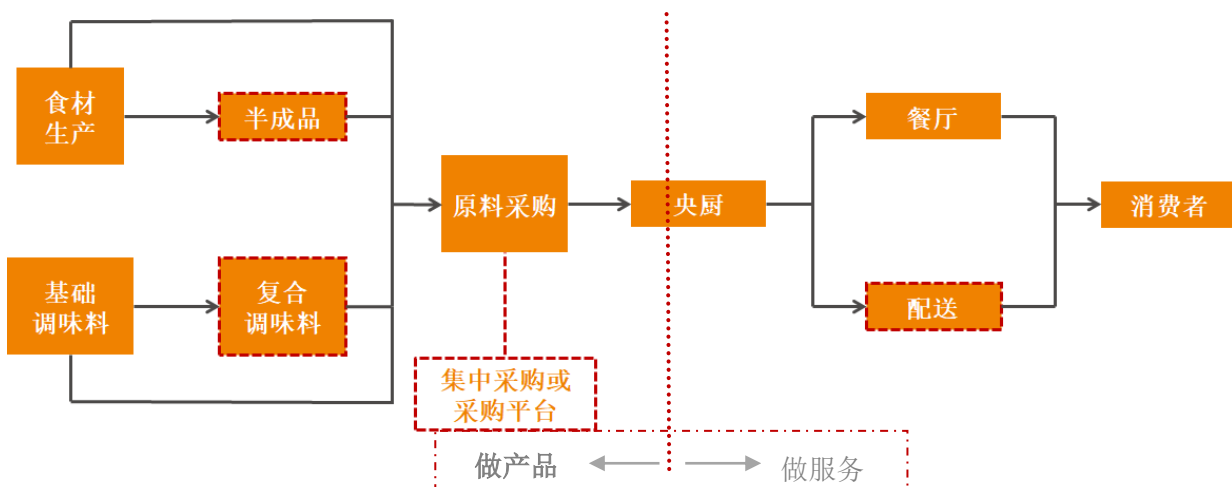 食材
生产
半成品
基础
调味料
复合
调味料
原料采购
集中采购或
采购平台
央厨
餐厅
配送
消费者
做产品
做服务